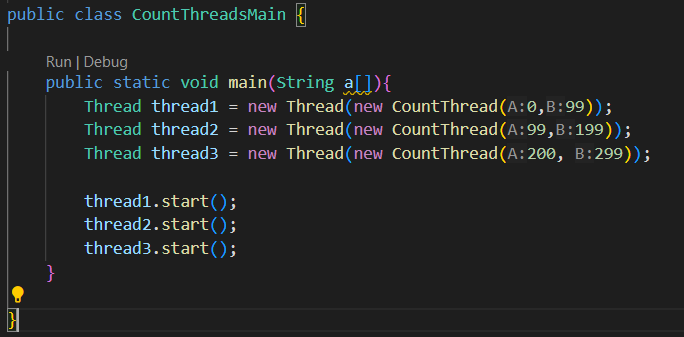 public class CountThreadsMain {
Run | Debug
public static void main(String a[]){
Thread thread1 = new Thread(new CountThread(A:0,B:99));
Thread thread2 = new Thread(new CountThread(A:99,B:199));
Thread thread3 = new Thread(new CountThread(A:200, B:299));
thread1.start();
thread2.start();
thread3.start();
}
}